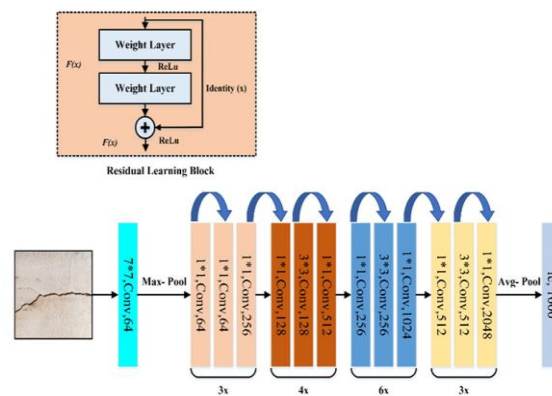 Weight Layer
F(x)
ReLu
Weight Layer
Identity (x)
F(x)
ReLu
Residual Learning Block
7*7,Conv,64
Max- Pool
1*1,Conv,64
1*1,Conv,64
1*1,Conv,256
1*1,Conv,128
3*3,Conv,128
1*1,Conv,512
1*1,Conv,256
3*3,Conv,256
1*1,Conv,1024
1*1,Conv,512
3*3,Conv,512
1*1,Conv,2048
Avg- Pool
3x
4x
6x
3x